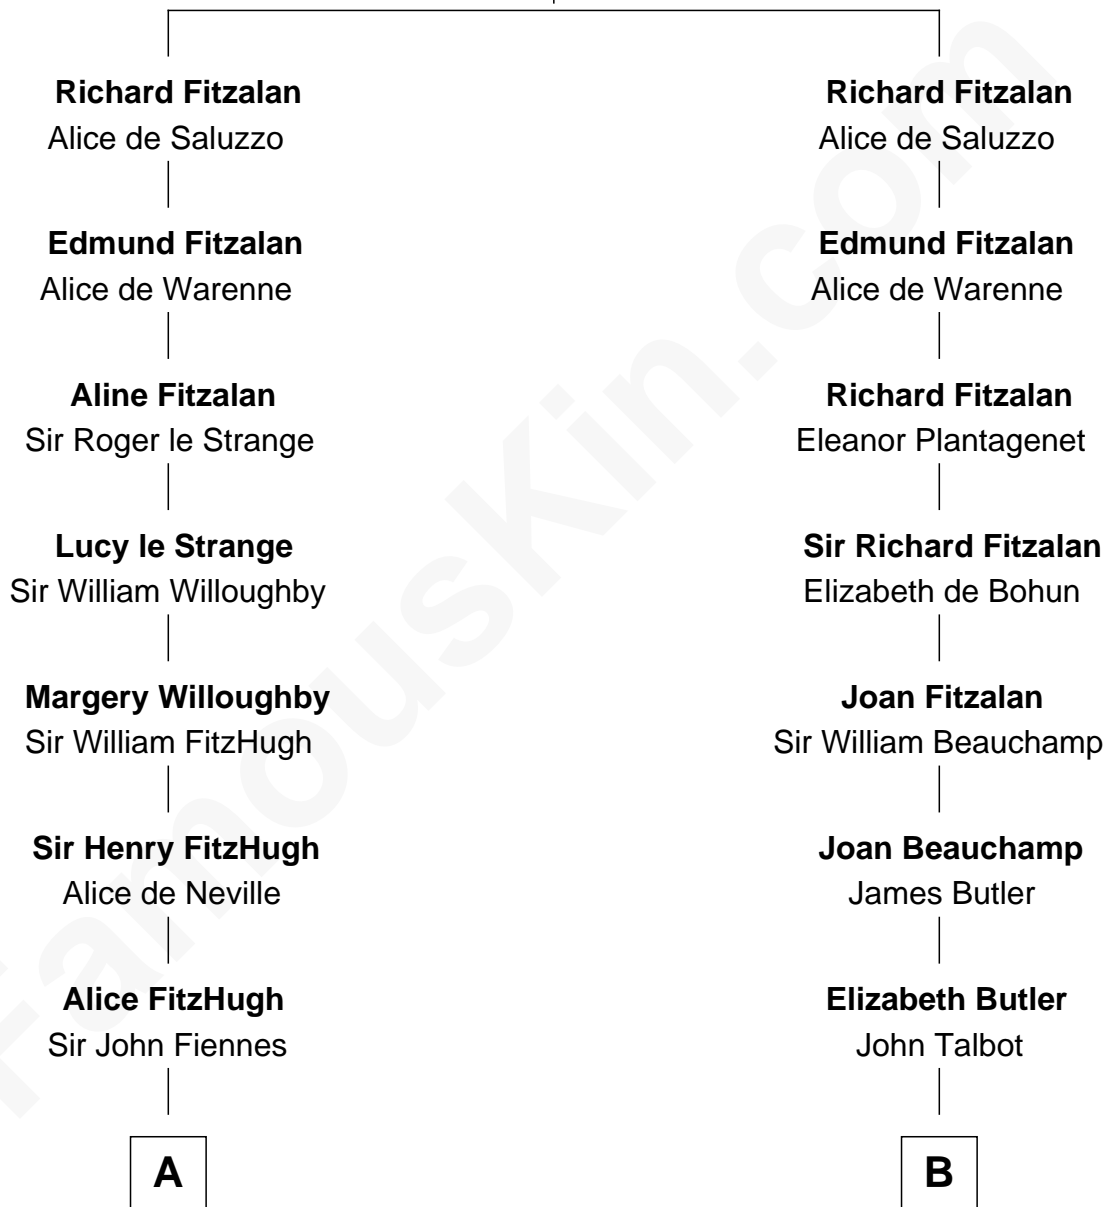 Richard Fitzalan
Alice de Saluzzo
Edmund Fitzalan
Alice de Warenne
Aline Fitzalan
Sir Roger le Strange
Lucy le Strange
Sir William Willoughby
Margery Willoughby
Sir William FitzHugh
Sir Henry FitzHugh
Alice de Neville
Alice FitzHugh
Sir John Fiennes
A
Richard Fitzalan
Alice de Saluzzo
Edmund Fitzalan
Alice de Warenne
Richard Fitzalan
Eleanor Plantagenet
Sir Richard Fitzalan
Elizabeth de Bohun
Joan Fitzalan
Sir William Beauchamp
Joan Beauchamp
James Butler
Elizabeth Butler
John Talbot
B
FamousKin.com